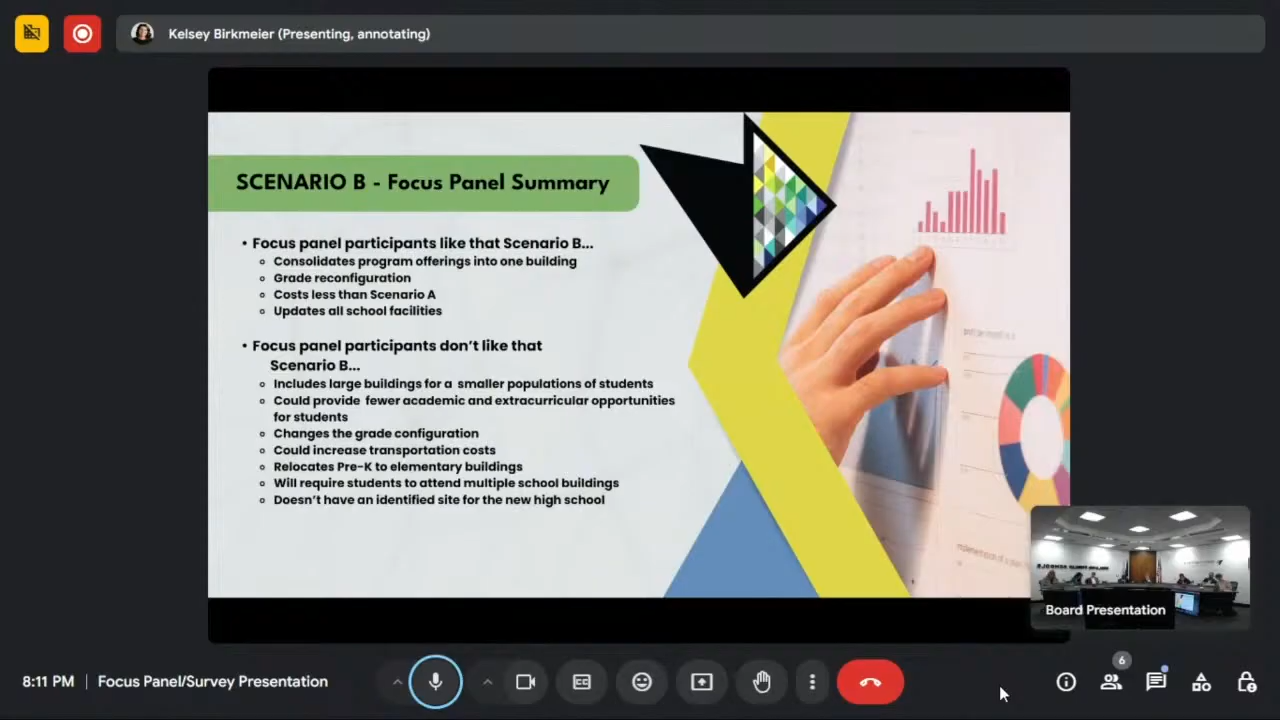 Kelsey Birkmeier (Presenting, annotating)
SCENARIO B - Focus Panel Summary
• Focus panel participants like that Scenario B...
Consolidates program offerings into one building
Grade reconfiguration
Costs less than Scenario A
Updates all school facilities
• Focus panel participants don't like that
Scenario B...
Includes large buildings for a smaller populations of students
Could provide fewer academic and extracurricular opportunities
for students
Changes the grade configuration
Could increase transportation costs
Relocates Pre-K to elementary buildings
Will require students to attend multiple school buildings
Doesn't have an identified site for the new high school
Board Presentation
8:11 PM | Focus Panel/Survey Presentation
CC
6